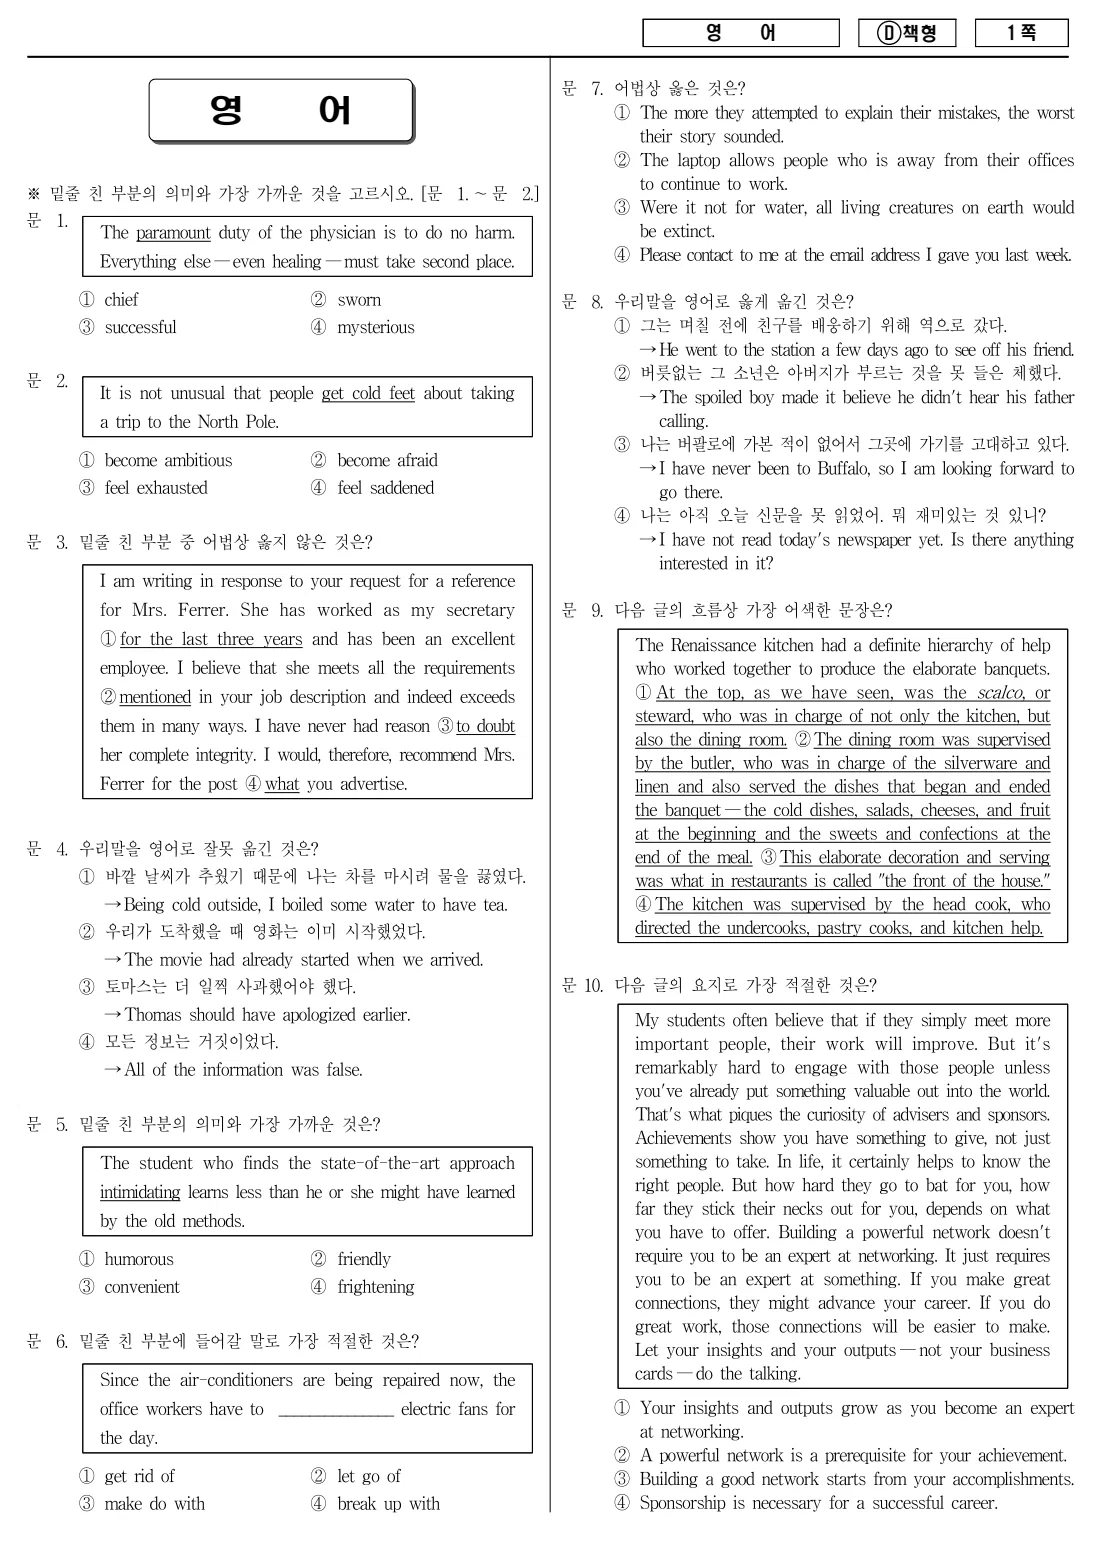 영 어
Ⓓ책형
1 쪽
영 어
※ 밑줄 친 부분의 의미와 가장 가까운 것을 고르시오. [문 1. ~ 문 2.]
문 1.
The paramount duty of the physician is to do no harm.
Everything else—even healing—must take second place.
① chief ② sworn
③ successful ④ mysterious
문 2.
It is not unusual that people get cold feet about taking
a trip to the North Pole.
① become ambitious ② become afraid
③ feel exhausted ④ feel saddened
문 3. 밑줄 친 부분 중 어법상 옳지 않은 것은?
I am writing in response to your request for a reference
for Mrs. Ferrer. She has worked as my secretary
① for the last three years and has been an excellent
employee. I believe that she meets all the requirements
② mentioned in your job description and indeed exceeds
them in many ways. I have never had reason ③ to doubt
her complete integrity. I would, therefore, recommend Mrs.
Ferrer for the post ④ what you advertise.
문 4. 우리말을 영어로 잘못 옮긴 것은?
① 바깥 날씨가 추웠기 때문에 나는 차를 마시려 물을 끓였다.
→Being cold outside, I boiled some water to have tea.
② 우리가 도착했을 때 영화는 이미 시작했었다.
→The movie had already started when we arrived.
③ 토마스는 더 일찍 사과했어야 했다.
→Thomas should have apologized earlier.
④ 모든 정보는 거짓이었다.
→All of the information was false.
문 5. 밑줄 친 부분의 의미와 가장 가까운 것은?
The student who finds the state-of-the-art approach
intimidating learns less than he or she might have learned
by the old methods.
① humorous ② friendly
③ convenient ④ frightening
문 6. 밑줄 친 부분에 들어갈 말로 가장 적절한 것은?
Since the air-conditioners are being repaired now, the
office workers have to ______________ electric fans for
the day.
① get rid of ② let go of
③ make do with ④ break up with
문 7. 어법상 옳은 것은?
① The more they attempted to explain their mistakes, the worst
their story sounded.
② The laptop allows people who is away from their offices
to continue to work.
③ Were it not for water, all living creatures on earth would
be extinct.
④ Please contact to me at the email address I gave you last week.
문 8. 우리말을 영어로 옳게 옮긴 것은?
① 그는 며칠 전에 친구를 배웅하기 위해 역으로 갔다.
→He went to the station a few days ago to see off his friend.
② 버릇없는 그 소년은 아버지가 부르는 것을 못 들은 체했다.
→The spoiled boy made it believe he didn't hear his father
calling.
③ 나는 버팔로에 가본 적이 없어서 그곳에 가기를 고대하고 있다.
→I have never been to Buffalo, so I am looking forward to
go there.
④ 나는 아직 오늘 신문을 못 읽었어. 뭐 재미있는 것 있니?
→I have not read today's newspaper yet. Is there anything
interested in it?
문 9. 다음 글의 흐름상 가장 어색한 문장은?
The Renaissance kitchen had a definite hierarchy of help
who worked together to produce the elaborate banquets.
① At the top, as we have seen, was the scalco, or
steward, who was in charge of not only the kitchen, but
also the dining room. ② The dining room was supervised
by the butler, who was in charge of the silverware and
linen and also served the dishes that began and ended
the banquet—the cold dishes, salads, cheeses, and fruit
at the beginning and the sweets and confections at the
end of the meal. ③ This elaborate decoration and serving
was what in restaurants is called "the front of the house."
④ The kitchen was supervised by the head cook, who
directed the undercooks, pastry cooks, and kitchen help.
문 10. 다음 글의 요지로 가장 적절한 것은?
My students often believe that if they simply meet more
important people, their work will improve. But it's
remarkably hard to engage with those people unless
you've already put something valuable out into the world.
That's what piques the curiosity of advisers and sponsors.
Achievements show you have something to give, not just
something to take. In life, it certainly helps to know the
right people. But how hard they go to bat for you, how
far they stick their necks out for you, depends on what
you have to offer. Building a powerful network doesn't
require you to be an expert at networking. It just requires
you to be an expert at something. If you make great
connections, they might advance your career. If you do
great work, those connections will be easier to make.
Let your insights and your outputs—not your business
cards—do the talking.
① Your insights and outputs grow as you become an expert
at networking.
② A powerful network is a prerequisite for your achievement.
③ Building a good network starts from your accomplishments.
④ Sponsorship is necessary for a successful career.